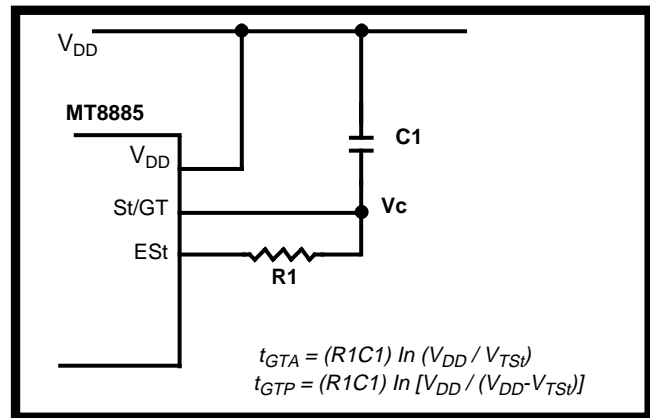 VDD
MT8885
C1
VDD
St/GT
Vc
ESt
R1
tGTA = (R1C1) In (VDD / VTSt)
tGTP = (R1C1) In [VDD / (VDD-VTSt)]